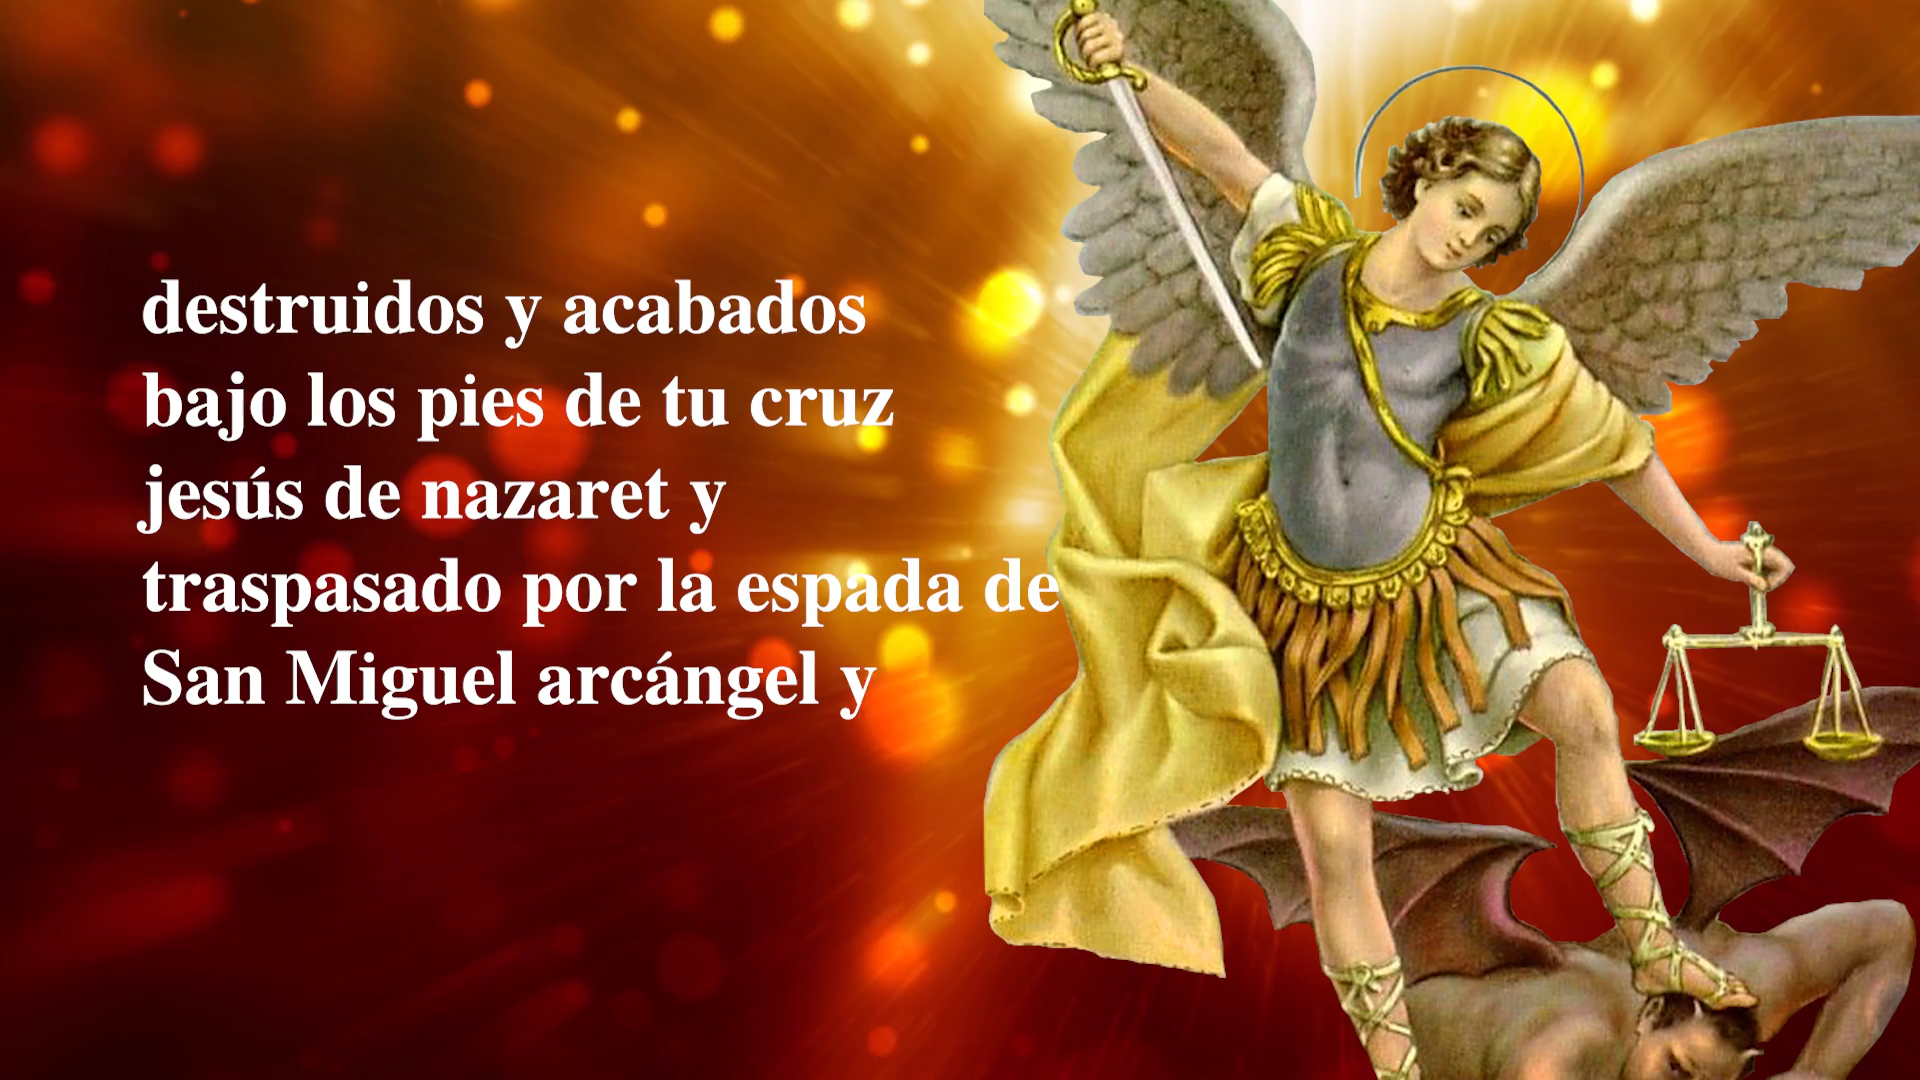 destruidos y acabados
bajo los pies de tu cruz
jesús de nazaret y
traspasado por la espada de
San Miguel arcángel y